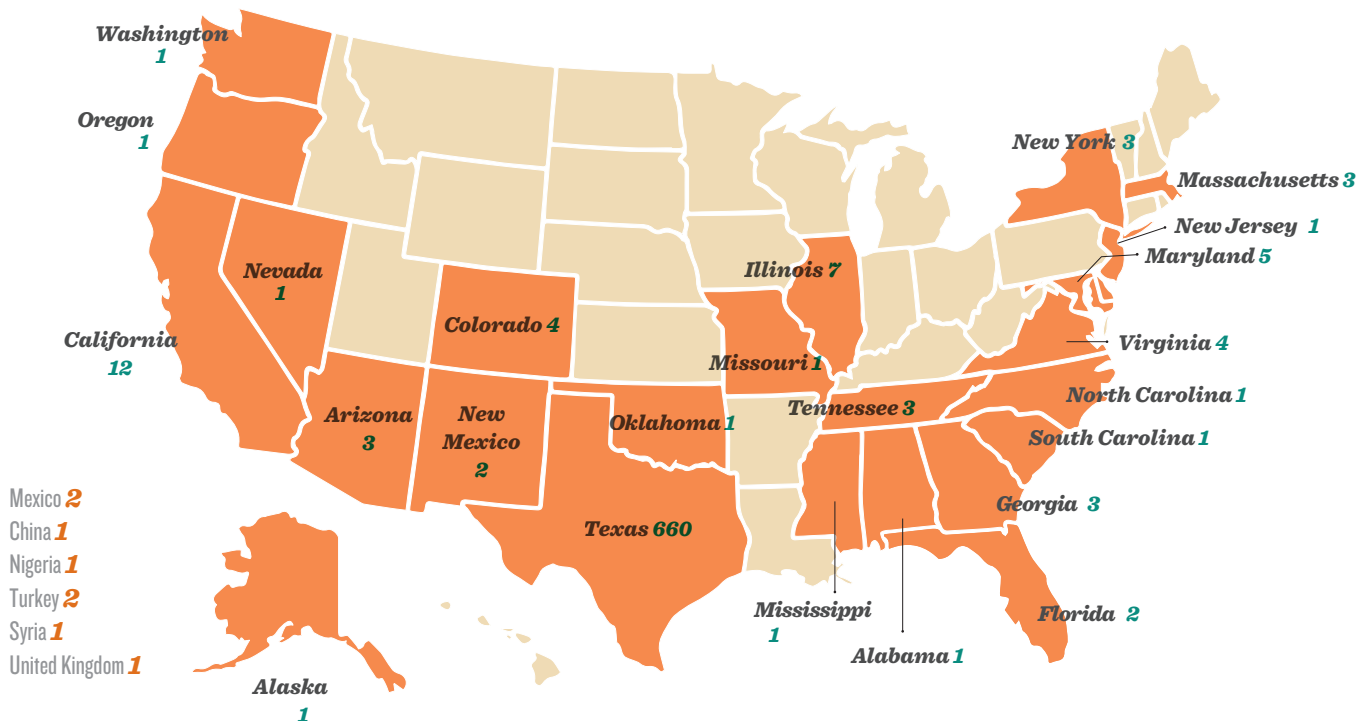 Washington
1
Oregon
1
New York 3
Massachusetts 3
New Jersey 1
Maryland 5
Nevada
1
Illinois 7
Colorado 4
California
12
Missouri 1
Virginia 4
North Carolina 1
Arizona
3
New
Mexico
2
Oklahoma 1
Tennessee 3
South Carolina 1
Georgia 3
Texas 660
Mexico 2
China 1
Nigeria 1
Turkey 2
Syria 1
United Kingdom 1
Mississippi
1
Florida 2
Alabama 1
Alaska
1